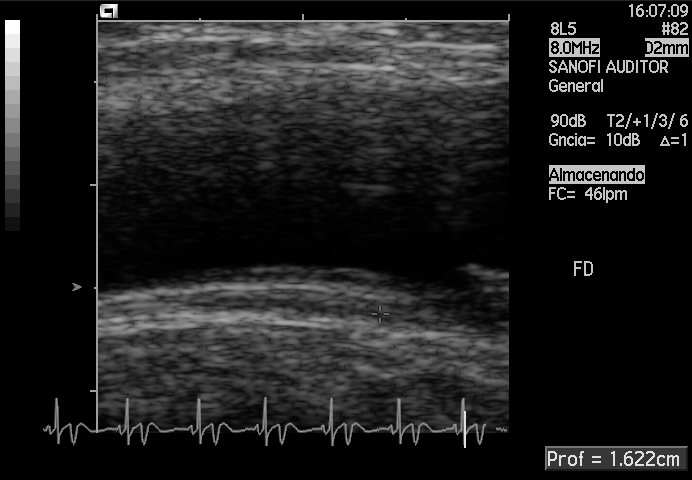 16:07:09
8L5 #82
8.0MHz D2mm
SANOFI AUDITOR
General
90dB T2/+1/3/ 6
Gncia= 10dB Δ=1
Almacenando
FC= 46lpm
FD
Prof = 1.622cm